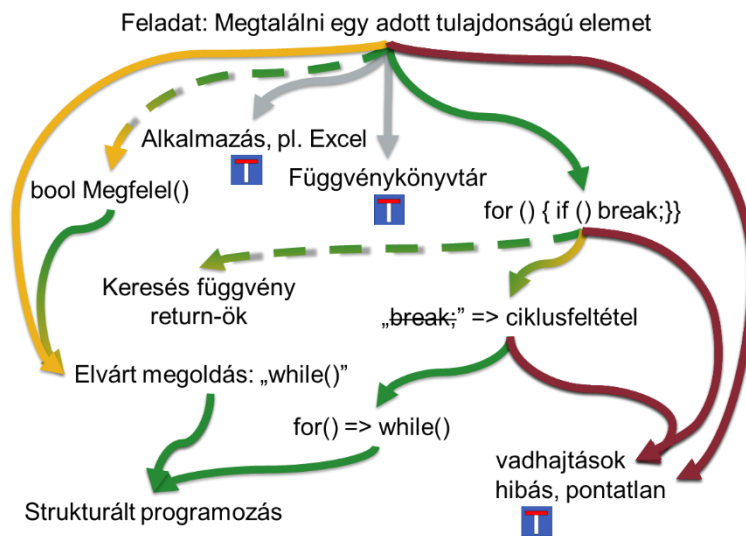 Feladat: Megtalálni egy adott tulajdonságú elemet
Alkalmazás, pl. Excel
bool Megfelel()
Függvénykönyvtár
for () { if () break;}}
Keresés függvény
return-ök
„break;” => ciklusfeltétel
Elvárt megoldás: „while()”
for() => while()
vadhajtások
hibás, pontatlan
Strukturált programozás